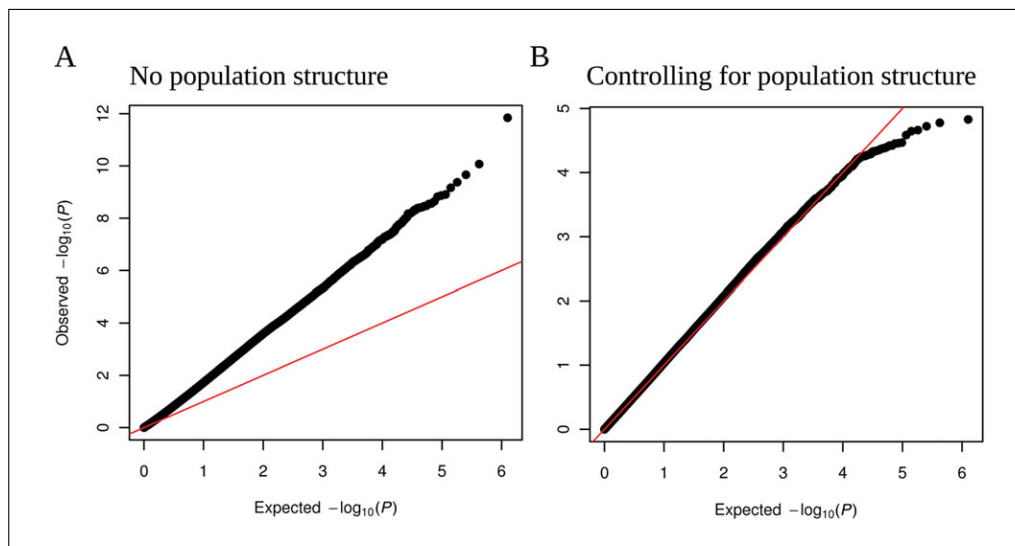 A
No population structure
12
10
8
6
4
2
0
Observed −log10(P)
0 1 2 3 4 5 6
Expected −log10(P)
B
Controlling for population structure
5
4
3
2
1
0
0 1 2 3 4 5 6
Expected −log10(P)